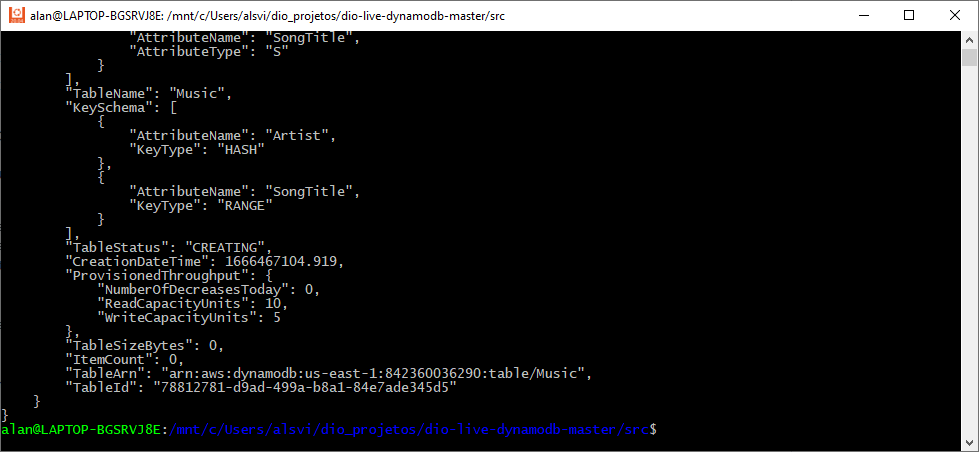 alan@LAPTOP-BGSRVJ8E: /mnt/c/Users/alsvi/dio_projetos/dio-live-dynamodb-master/src
                "AttributeName": "SongTitle",
                "AttributeType": "S"
            }
        ],
        "TableName": "Music",
        "KeySchema": [
            {
                "AttributeName": "Artist",
                "KeyType": "HASH"
            },
            {
                "AttributeName": "SongTitle",
                "KeyType": "RANGE"
            }
        ],
        "TableStatus": "CREATING",
        "CreationDateTime": 1666467104.919,
        "ProvisionedThroughput": {
            "NumberOfDecreasesToday": 0,
            "ReadCapacityUnits": 10,
            "WriteCapacityUnits": 5
        },
        "TableSizeBytes": 0,
        "ItemCount": 0,
        "TableArn": "arn:aws:dynamodb:us-east-1:842360036290:table/Music",
        "TableId": "78812781-d9ad-499a-b8a1-84e7ade345d5"
    }
}
alan@LAPTOP-BGSRVJ8E:/mnt/c/Users/alsvi/dio_projetos/dio-live-dynamodb-master/src$